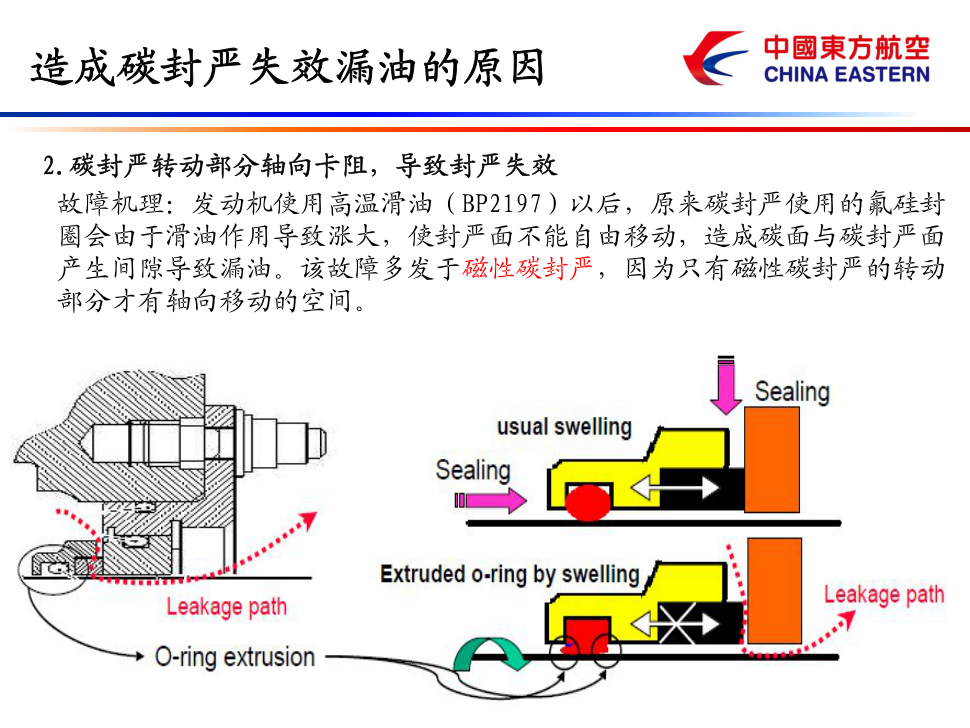 造成碳封严失效漏油的原因
中國東方航空
CHINA EASTERN
2.碳封严转动部分轴向卡阻，导致封严失效
故障机理：发动机使用高温滑油（BP2197）以后，原来碳封严使用的氟硅封
圈会由于滑油作用导致涨大，使封严面不能自由移动，造成碳面与碳封严面
产生间隙导致漏油。该故障多发于磁性碳封严，因为只有磁性碳封严的转动
部分才有轴向移动的空间。
Sealing
usual swelling
Sealing
Extruded o-ring by swelling
Leakage path
Leakage path
O-ring extrusion